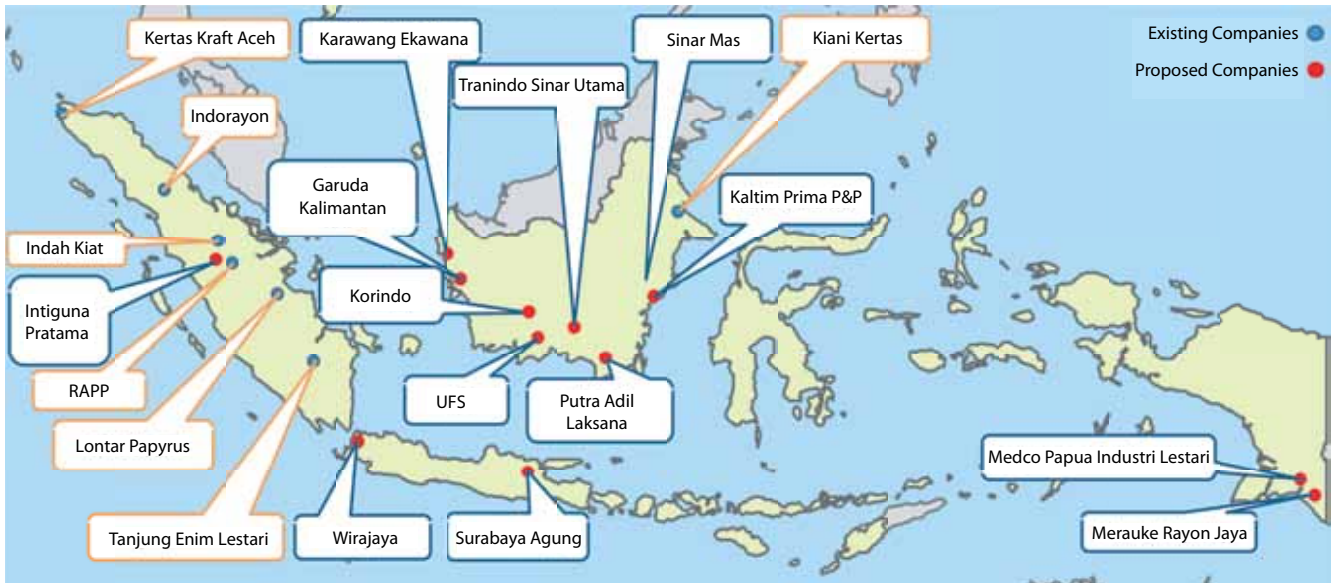 Kertas Kraft Aceh
Karawang Ekawana
Sinar Mas
Kiani Kertas
Existing Companies
Proposed Companies
Tranindo Sinar Utama
Indorayon
Garuda
Kalimantan
Kaltim Prima P&P
Indah Kiat
Korindo
Intiguna
Pratama
RAPP
UFS
Putra Adil
Laksana
Lontar Papyrus
Medco Papua Industri Lestari
Tanjung Enim Lestari
Wirajaya
Surabaya Agung
Merauke Rayon Jaya